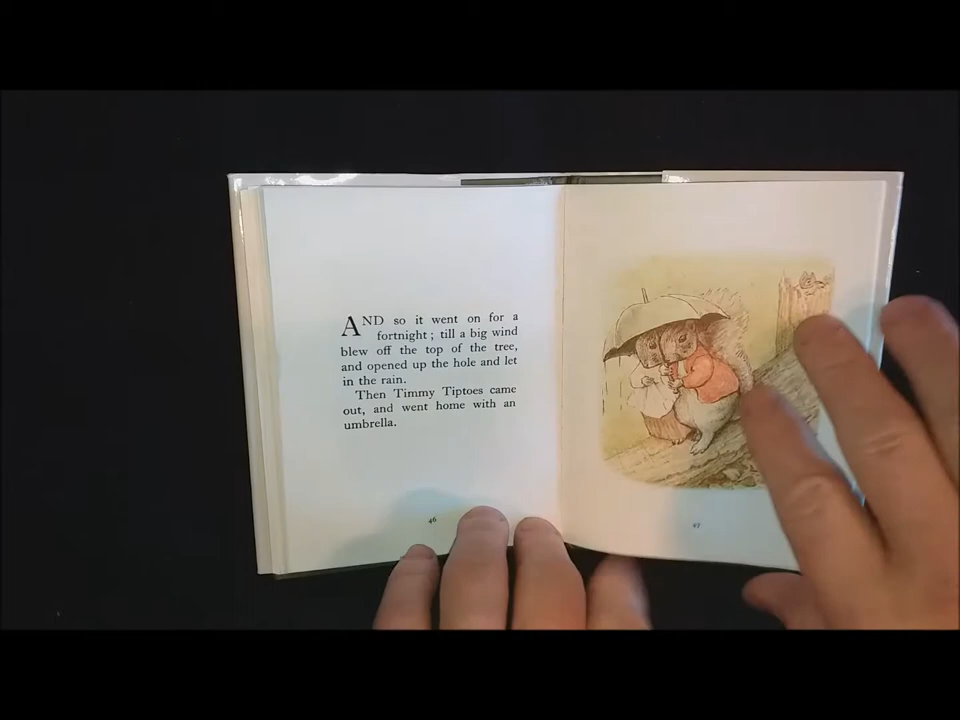 AND so it went on for a
fortnight ; till a big wind
blew off the top of the tree,
and opened up the hole and let
in the rain.
Then Timmy Tiptoes came
out, and went home with an
umbrella.
46
47